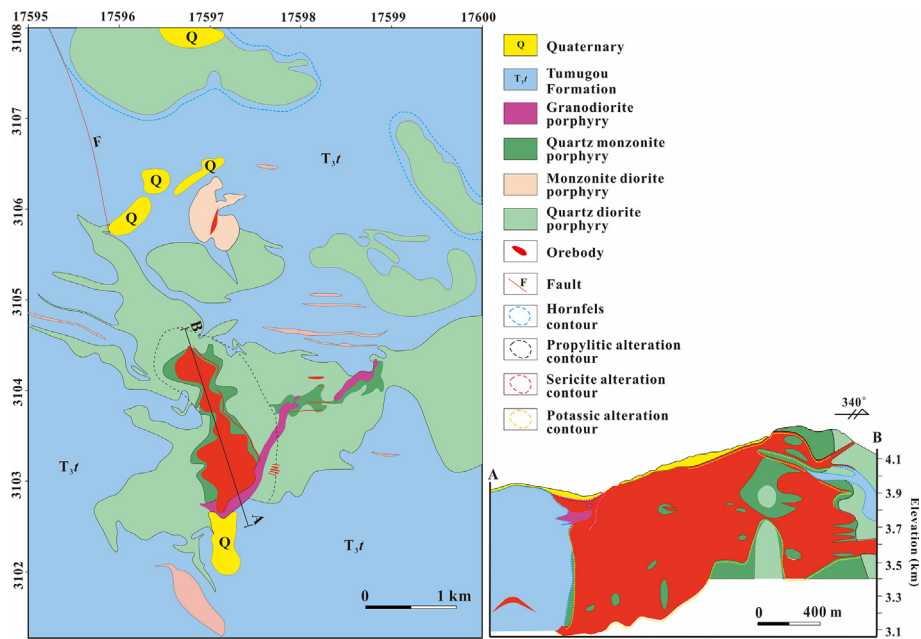 17595 17596 17597 17598 17599 17600
3108
3107
3106
3105
3104
3103
3102
Q
F
T₃t
Q
Q
Q
B
T₃t
T₃t
A
Q
T₃t
0 1 km
Q Quaternary
T₃t Tumugou
Formation
Granodiorite
porphyry
Quartz monzonite
porphyry
Monzonite diorite
porphyry
Quartz diorite
porphyry
Orebody
F Fault
Hornfels
contour
Propylitic alteration
contour
Sericite alteration
contour
Potassic alteration
contour
340°
A
B
4.1
3.9
3.7
3.5
3.3
3.1
Elevation (km)
0 400 m